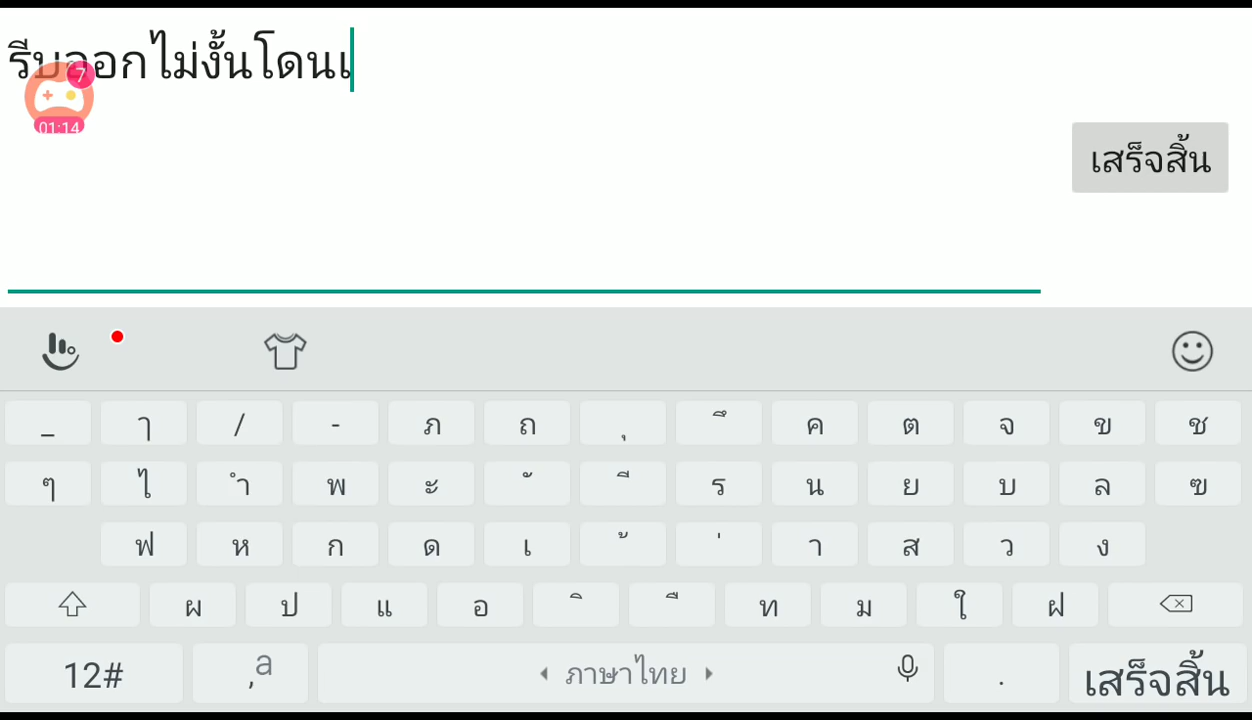 รีบออกไม่งั้นโดนเ
7
01:14
เสร็จสิ้น
_ ๅ / - ภ ถ ุ ึ ค ต จ ข ช
ๆ ไ ำ พ ะ ั ี ร น ย บ ล ฃ
ฟ ห ก ด เ ้ ่ า ส ว ง
ผ ป แ อ ิ ื ท ม ใ ฝ
12# , a ภาษาไทย . เสร็จสิ้น